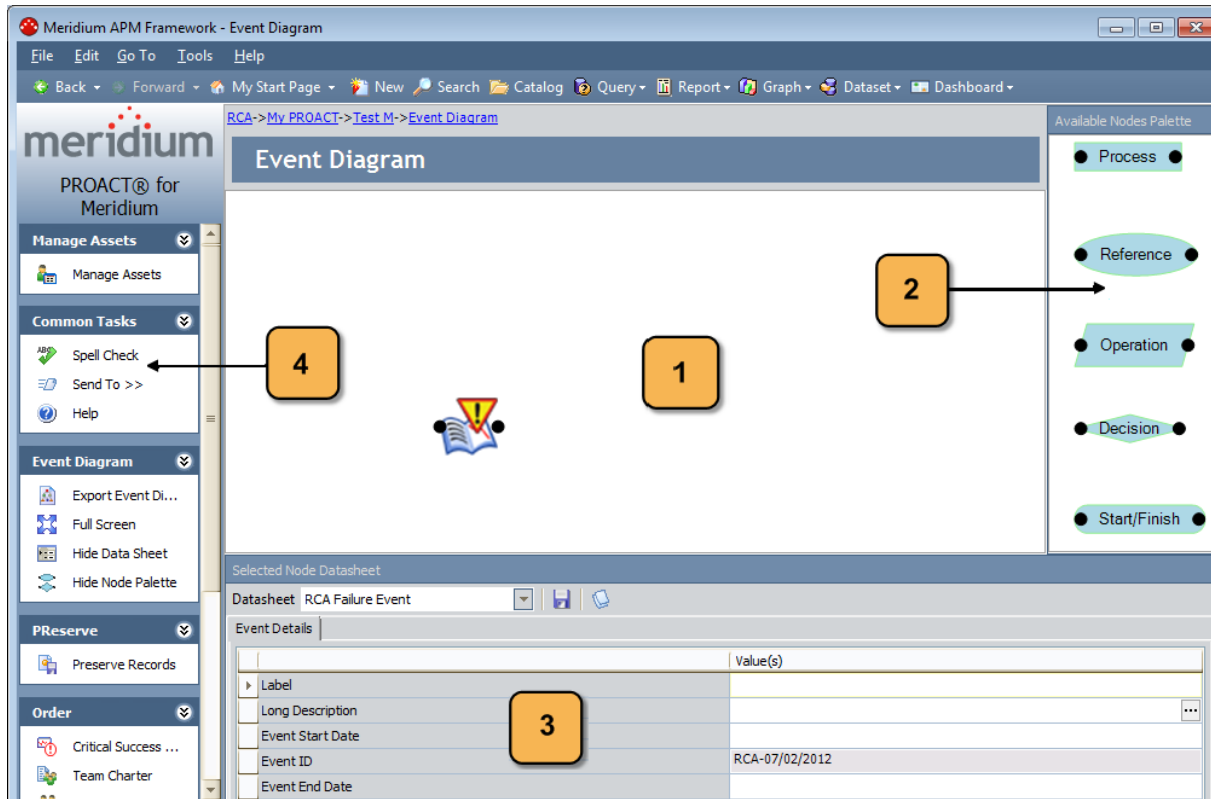 Meridium APM Framework - Event Diagram
File Edit Go To Tools Help
Back Forward My Start Page New Search Catalog Query Report Graph Dataset Dashboard
meridium
PROACT® for
Meridium
RCA->My PROACT->Test M->Event Diagram
Event Diagram
Available Nodes Palette
Process
Reference
Operation
Decision
Start/Finish
Manage Assets
Manage Assets
Common Tasks
ABC
Spell Check
Send To >>
Help
Event Diagram
Export Event Di...
Full Screen
Hide Data Sheet
Hide Node Palette
PReserve
Preserve Records
Order
Critical Success ...
Team Charter
1
2
4
Selected Node Datasheet
Datasheet RCA Failure Event
Event Details
Value(s)
Label
Long Description ...
Event Start Date
Event ID RCA-07/02/2012
Event End Date
3